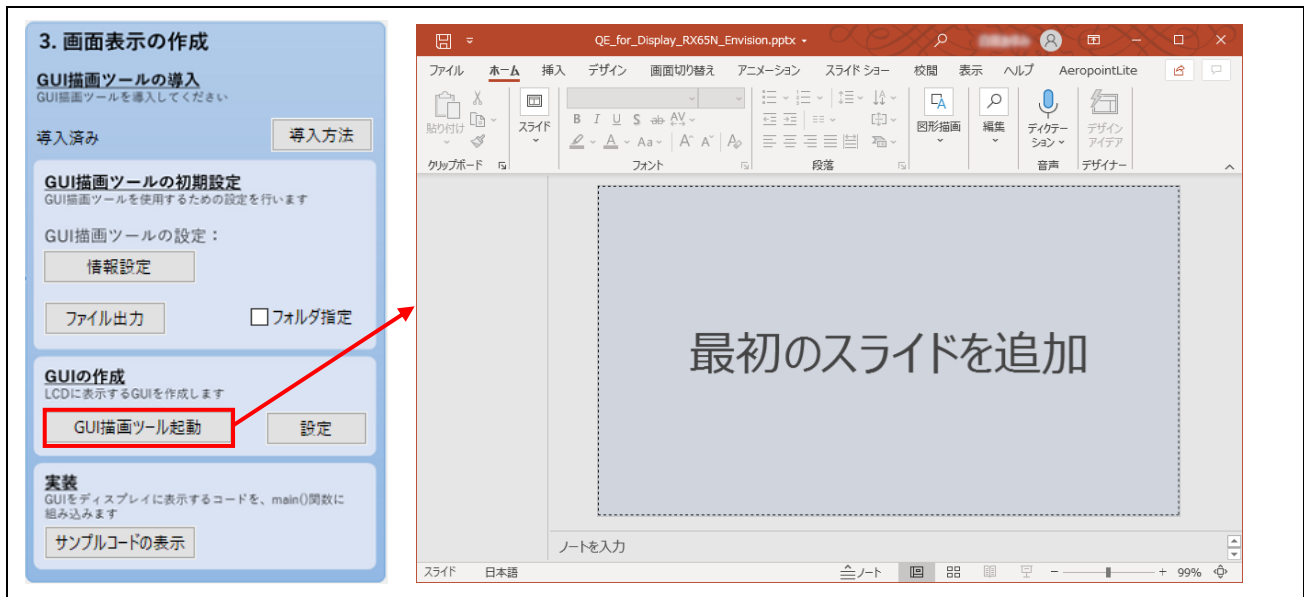 3. 画面表示の作成
GUI描画ツールの導入
GUI描画ツールを導入してください
導入済み
導入方法
GUI描画ツールの初期設定
GUI描画ツールを使用するための設定を行います
GUI描画ツールの設定：
情報設定
ファイル出力
フォルダ指定
GUIの作成
LCDに表示するGUIを作成します
GUI描画ツール起動
設定
実装
GUIをディスプレイに表示するコードを、main()関数に
組み込みます
サンプルコードの表示
QE_for_Display_RX65N_Envision.pptx
ファイル ホーム 挿入 デザイン 画面切り替え アニメーション スライド ショー 校閲 表示 ヘルプ AeropointLite
貼り付け
スライド
B I U S ab AV
A Aa A A A
図形描画
編集
ディクテー
ション
デザイン
アイデア
クリップボード フォント 段落 音声 デザイナー
最初のスライドを追加
ノートを入力
スライド 日本語 ノート 99%